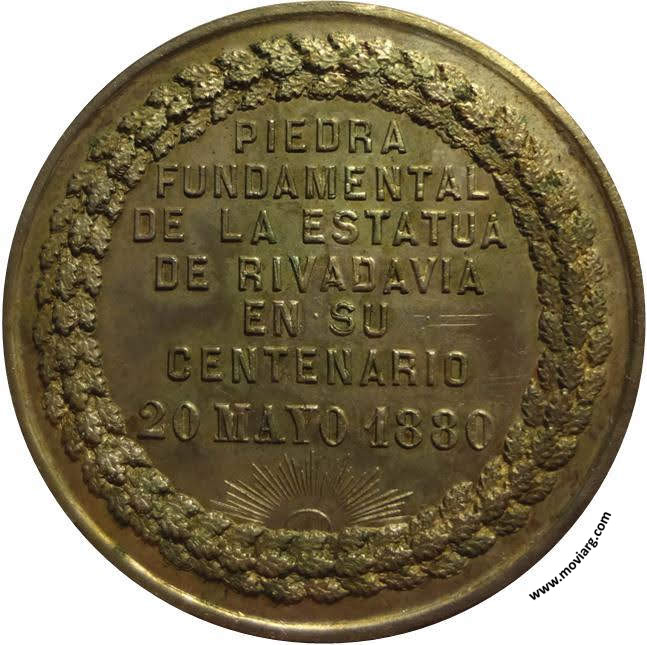 PIEDRA
FUNDAMENTAL
DE LA ESTATUA
DE RIVADAVIA
EN SU
CENTENARIO
20 MAYO 1880
www.moviarg.com